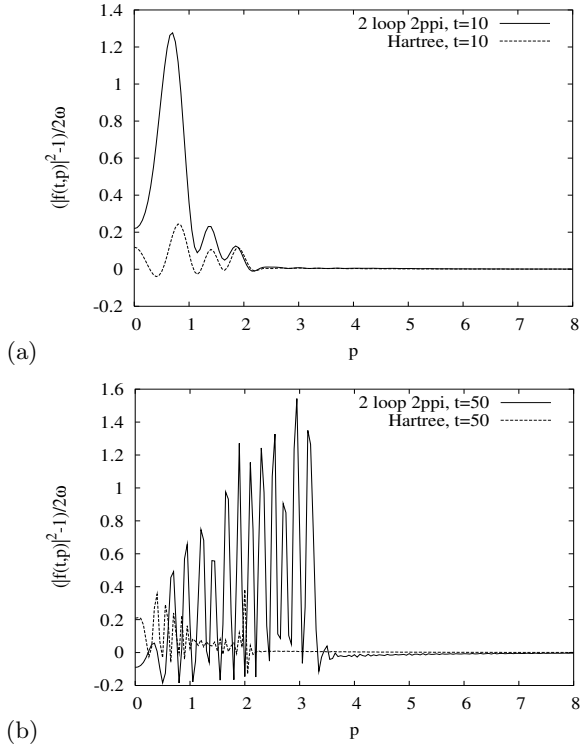 1.4
2 loop 2ppi, t=10
1.2
Hartree, t=10
1
0.8
0.6
0.4
0.2
0
-0.2
(|f(t,p)|²-1)/2ω
0 1 2 3 4 5 6 7 8
(a)
p
1.6
2 loop 2ppi, t=50
1.4
Hartree, t=50
1.2
1
0.8
0.6
0.4
0.2
0
-0.2
(|f(t,p)|²-1)/2ω
0 1 2 3 4 5 6 7 8
(b)
p